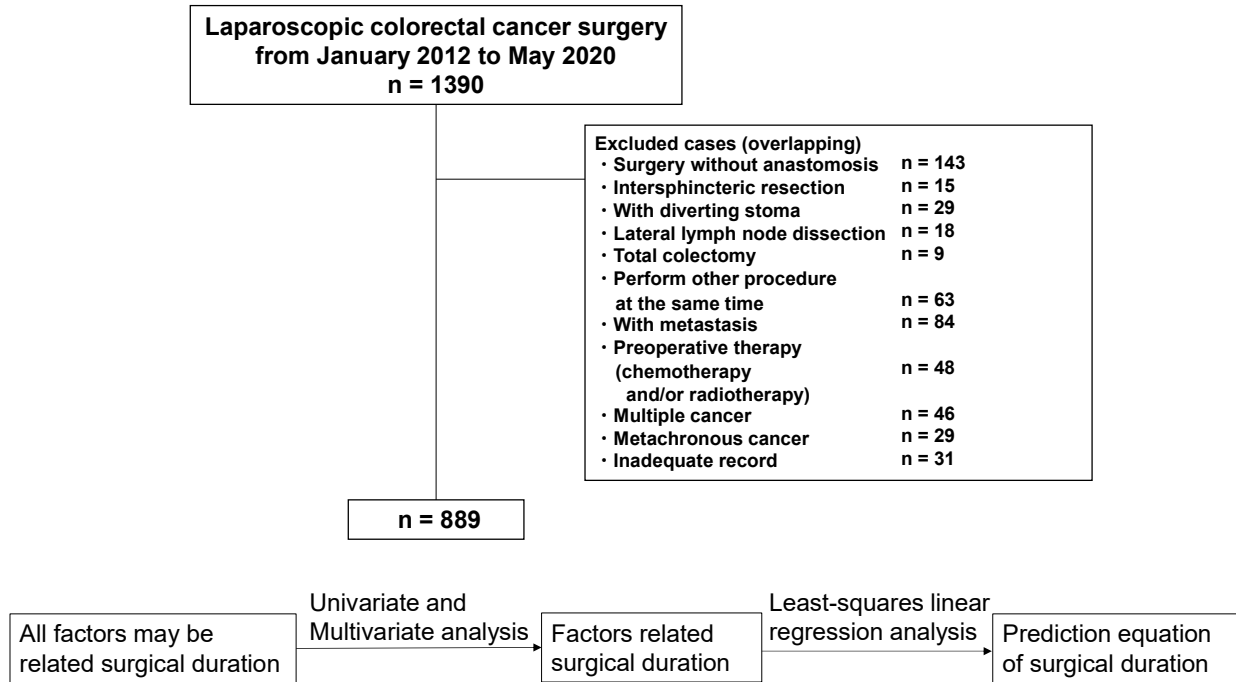 Laparoscopic colorectal cancer surgery
from January 2012 to May 2020
n = 1390
Excluded cases (overlapping)
・Surgery without anastomosis n = 143
・Intersphincteric resection n = 15
・With diverting stoma n = 29
・Lateral lymph node dissection n = 18
・Total colectomy n = 9
・Perform other procedure
at the same time n = 63
・With metastasis n = 84
・Preoperative therapy
(chemotherapy n = 48
and/or radiotherapy)
・Multiple cancer n = 46
・Metachronous cancer n = 29
・Inadequate record n = 31
n = 889
All factors may be
related surgical duration
Univariate and
Multivariate analysis
Factors related
surgical duration
Least-squares linear
regression analysis
Prediction equation
of surgical duration